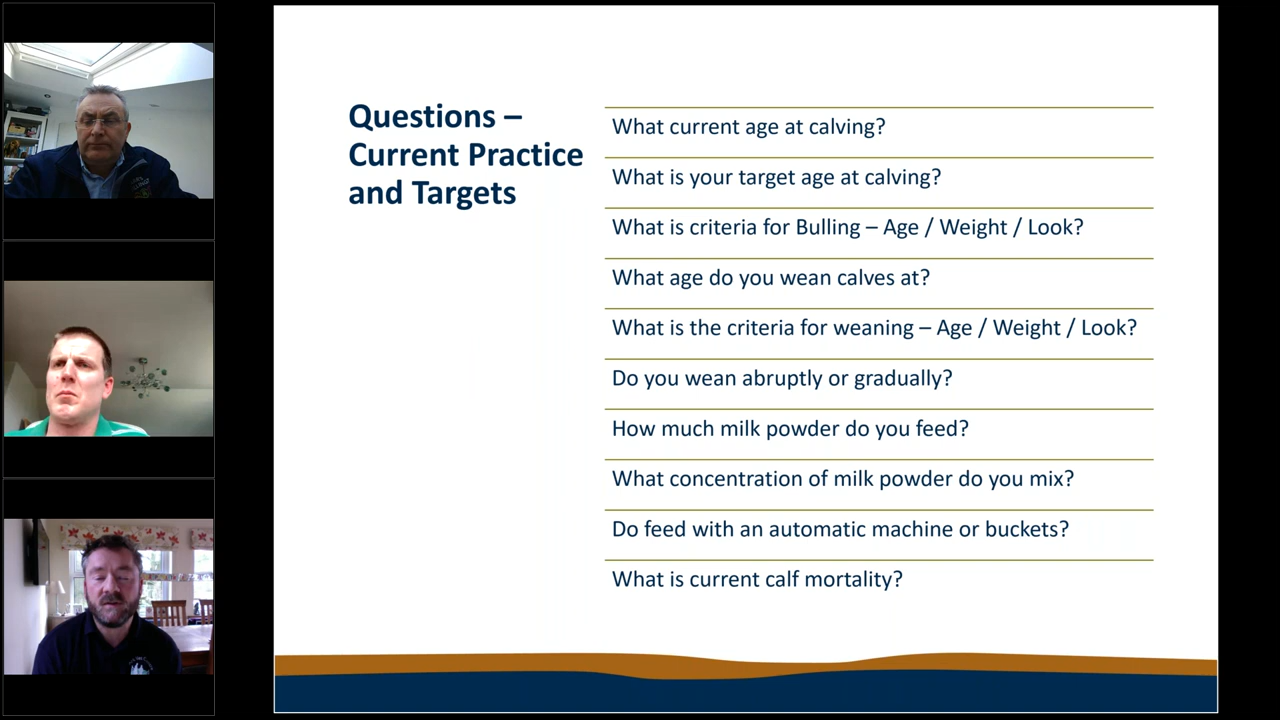 Questions –
Current Practice
and Targets
What current age at calving?
What is your target age at calving?
What is criteria for Bulling – Age / Weight / Look?
What age do you wean calves at?
What is the criteria for weaning – Age / Weight / Look?
Do you wean abruptly or gradually?
How much milk powder do you feed?
What concentration of milk powder do you mix?
Do feed with an automatic machine or buckets?
What is current calf mortality?